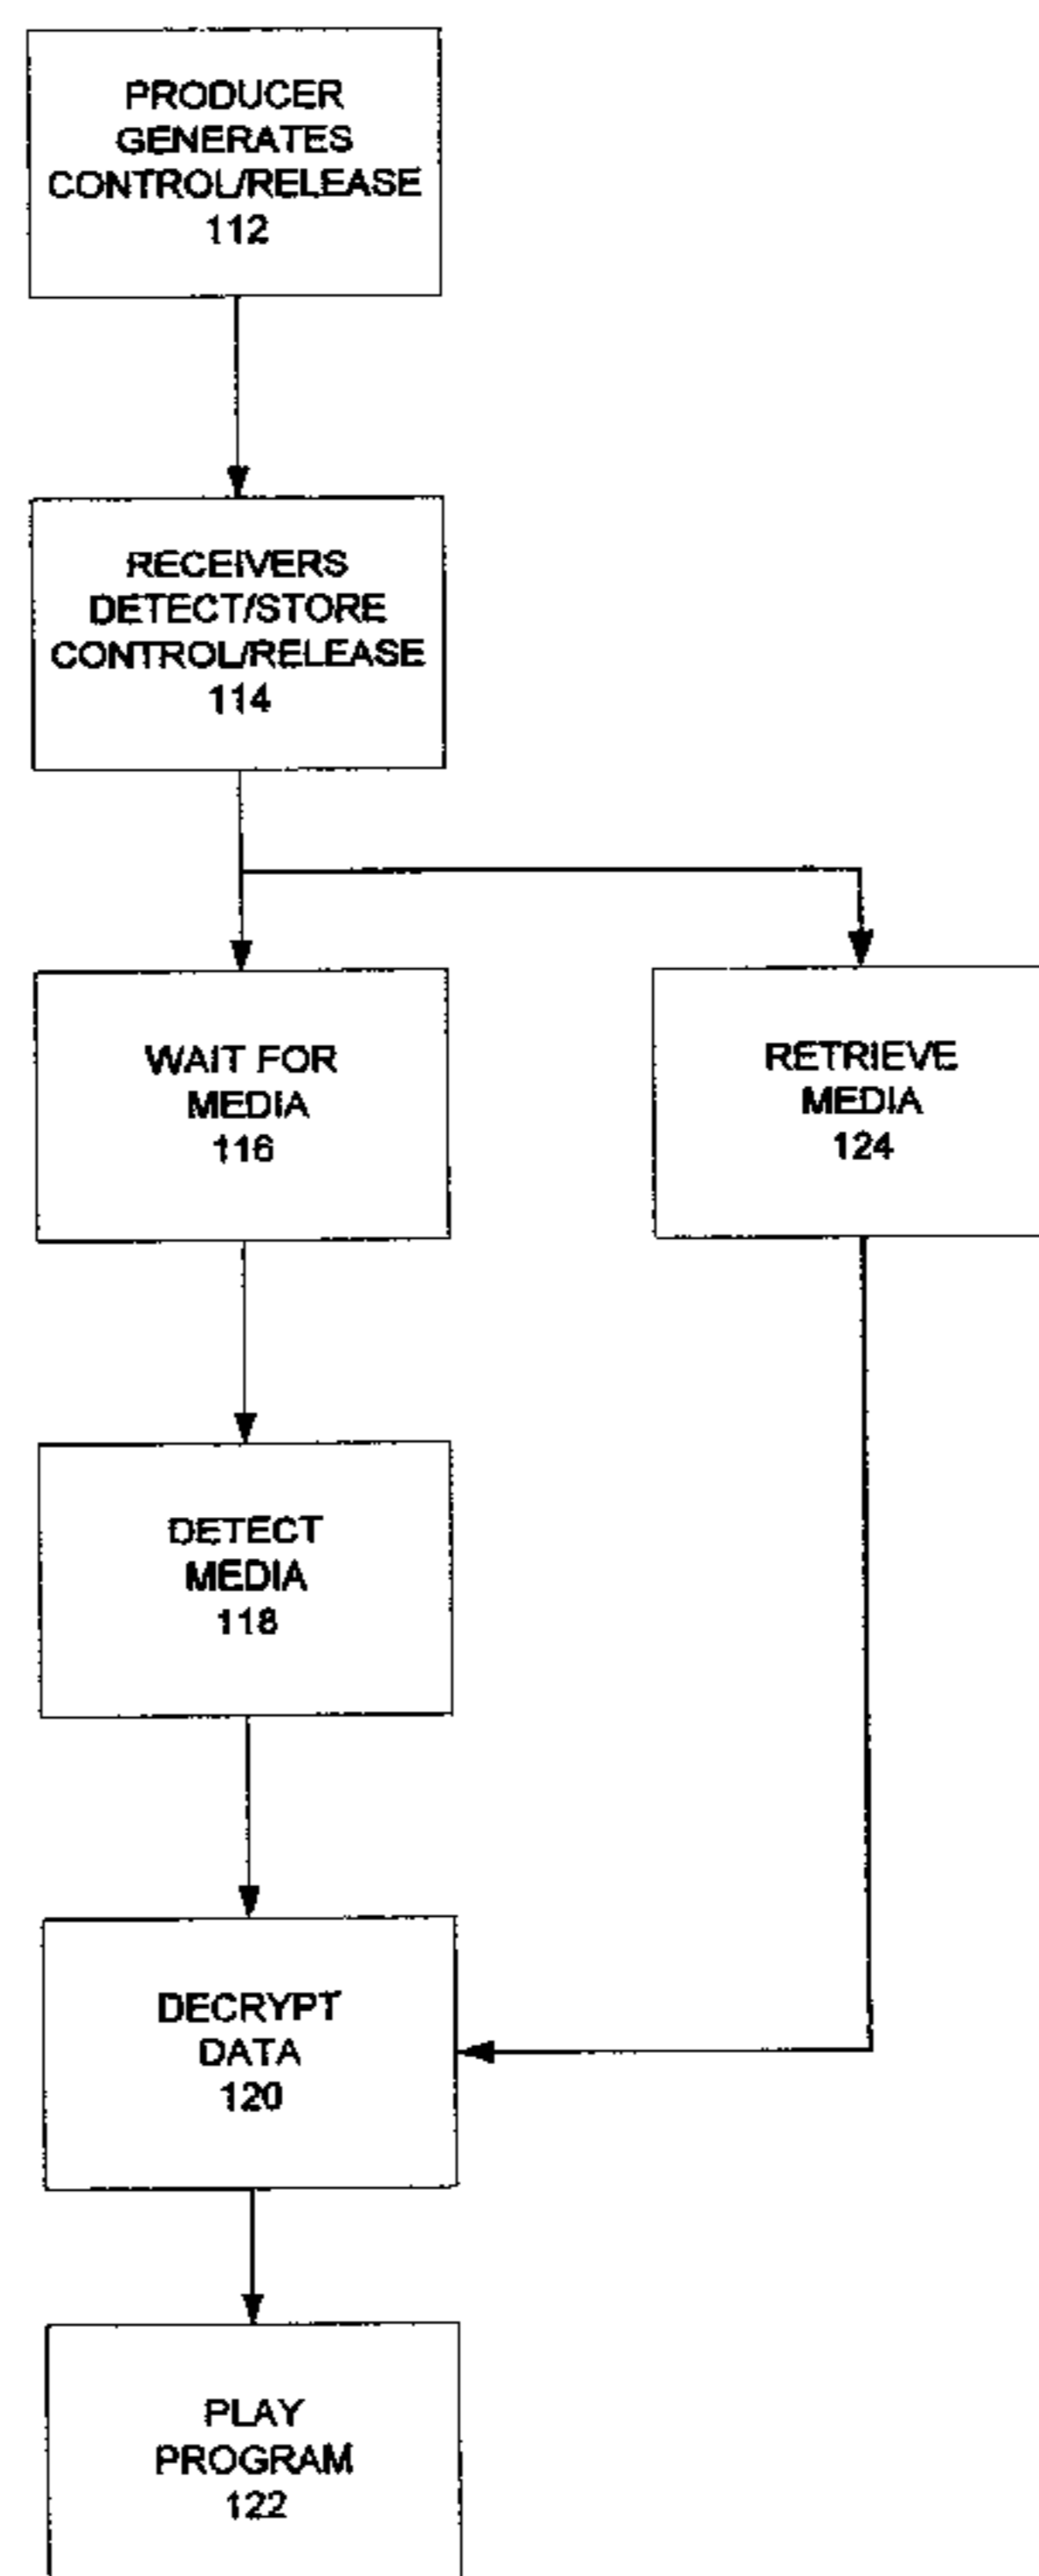 PRODUCER
GENERATES
CONTROL/RELEASE
112
RECEIVERS
DETECT/STORE
CONTROL/RELEASE
114
WAIT FOR
MEDIA
116
RETRIEVE
MEDIA
124
DETECT
MEDIA
118
DECRYPT
DATA
120
PLAY
PROGRAM
122